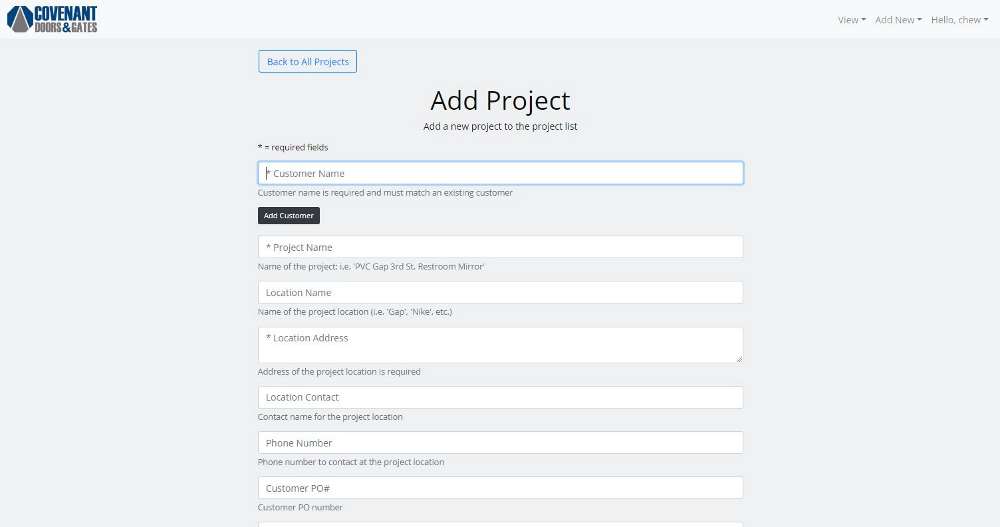 COVENANT
DOORS&GATES
View
Add New
Hello, chew
Back to All Projects
Add Project
Add a new project to the project list
* = required fields
* Customer Name
Customer name is required and must match an existing customer
Add Customer
* Project Name
Name of the project: i.e. 'PVC Gap 3rd St, Restroom Mirror'
Location Name
Name of the project location (i.e. 'Gap', 'Nike', etc.)
* Location Address
Address of the project location is required
Location Contact
Contact name for the project location
Phone Number
Phone number to contact at the project location
Customer PO#
Customer PO number